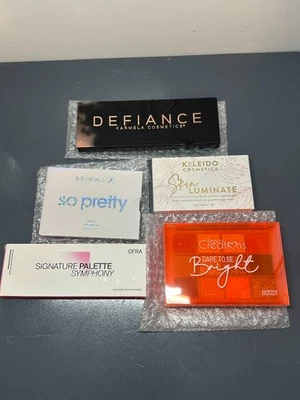 DEFIANCE
KARMELA COSMETICS®
KALEIDO
COSMETICS
Skin
LUMINATE
so pretty
OFRA
SIGNATURE PALETTE
SYMPHONY
Creations
DARE TO BE
Bright
BOSSY